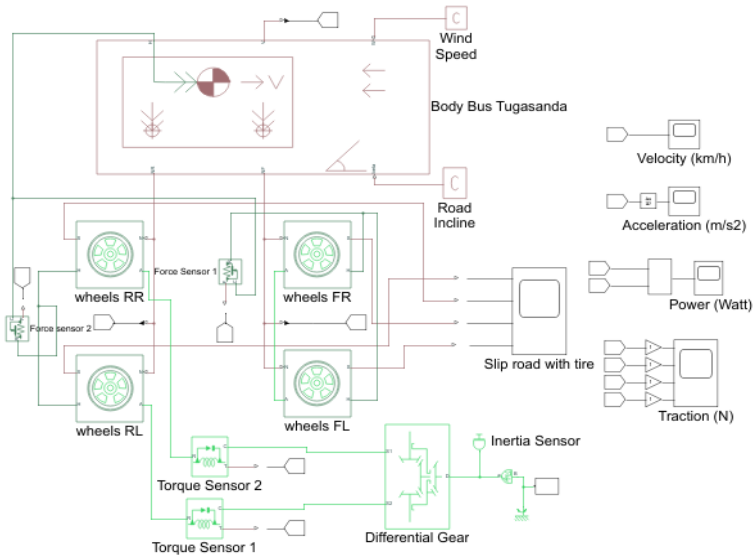 C
Wind
Speed
Body Bus Tugasanda
Velocity (km/h)
C
Road
Incline
Acceleration (m/s2)
Force Sensor 1
wheels RR
wheels FR
Power (Watt)
Force sensor 2
Slip road with tire
wheels RL
wheels FL
Traction (N)
Inertia Sensor
Torque Sensor 2
Differential Gear
Torque Sensor 1